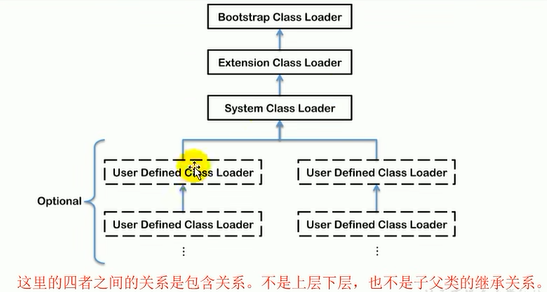 Bootstrap Class Loader
Extension Class Loader
System Class Loader
User Defined Class Loader
User Defined Class Loader
Optional
User Defined Class Loader
User Defined Class Loader
这里的四者之间的关系是包含关系。不是上层下层，也不是子父类的继承关系。